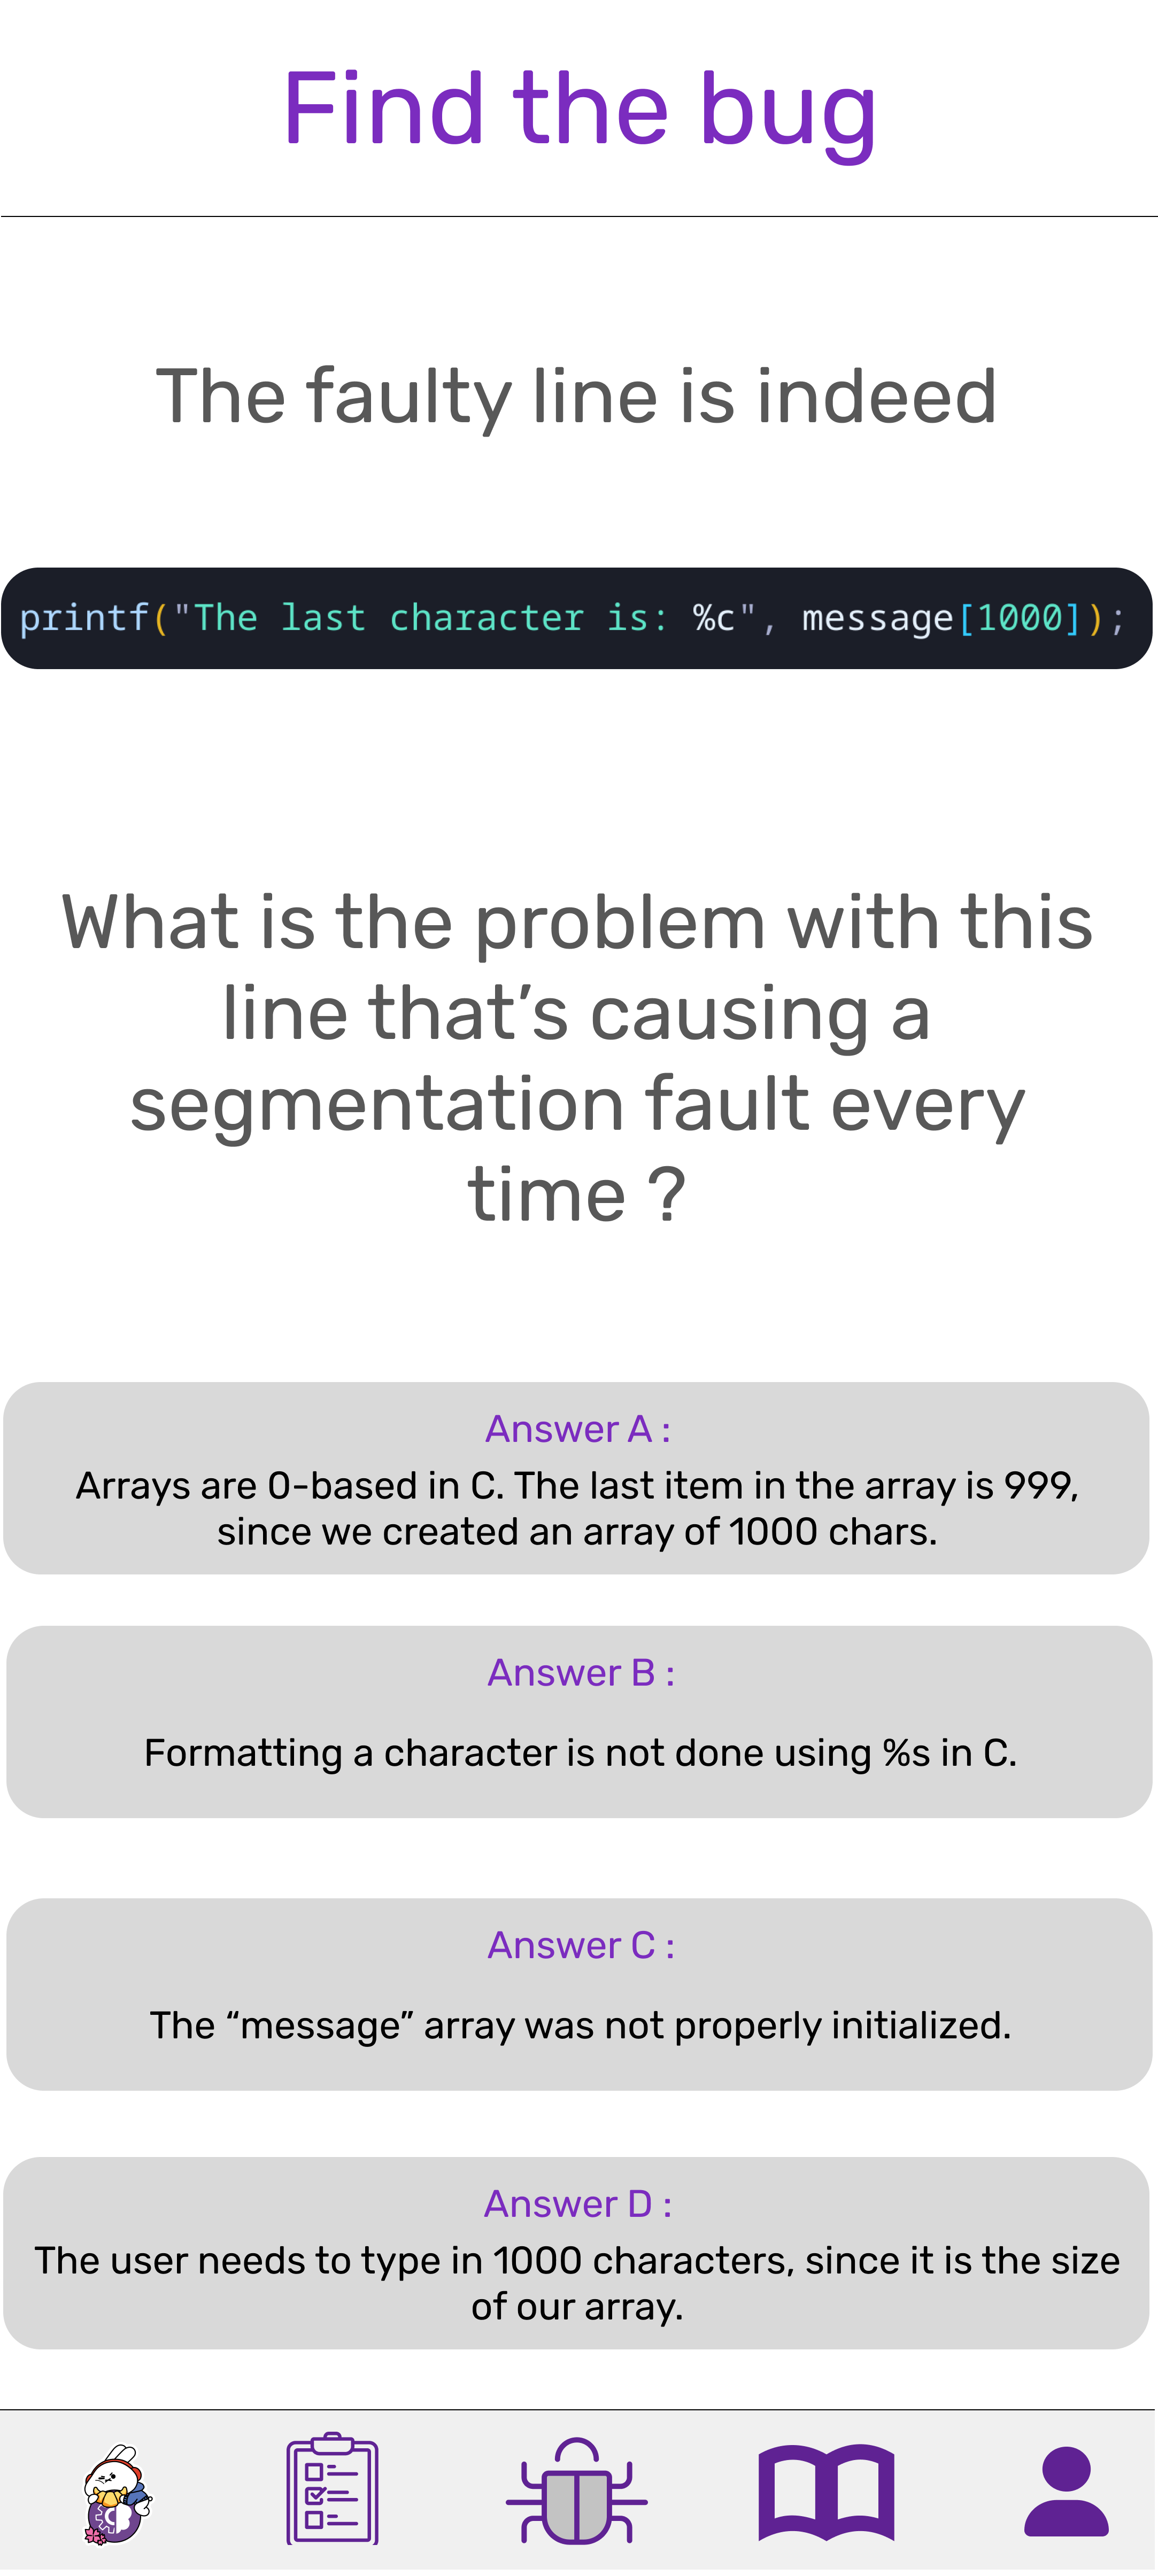 Find the bug
The faulty line is indeed
printf("The last character is: %c", message[1000]);
What is the problem with this
line that’s causing a
segmentation fault every
time ?
Answer A :
Arrays are 0-based in C. The last item in the array is 999,
since we created an array of 1000 chars.
Answer B :
Formatting a character is not done using %s in C.
Answer C :
The “message” array was not properly initialized.
Answer D :
The user needs to type in 1000 characters, since it is the size
of our array.